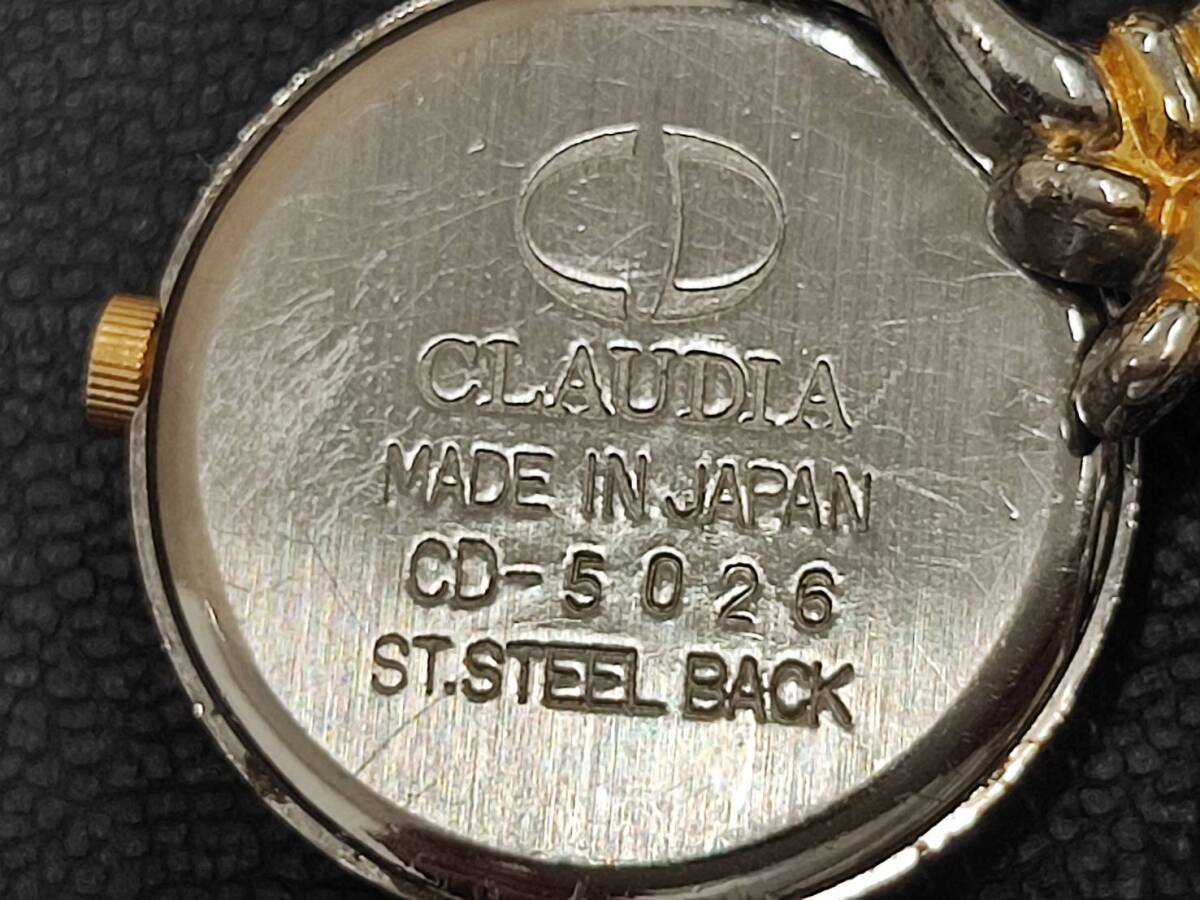 CLAUDIA
MADE IN JAPAN
CD-5026
ST.STEEL BACK